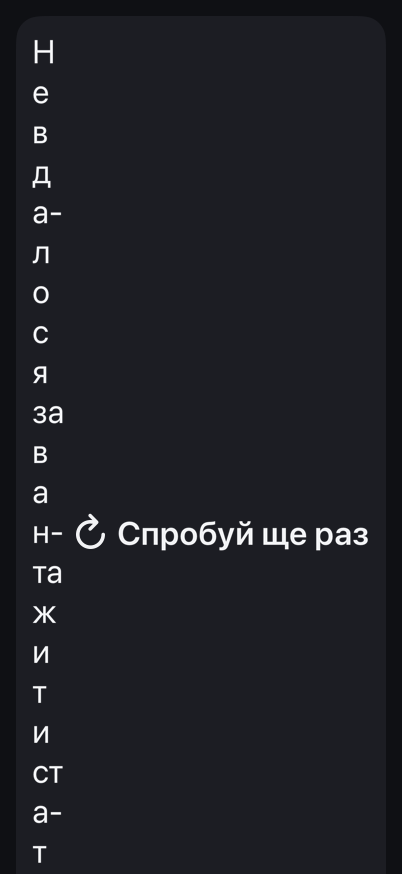 Н
е
в
д
а-
л
о
с
я
за
в
а
н-
та
ж
и
т
и
ст
а-
т
Спробуй ще раз